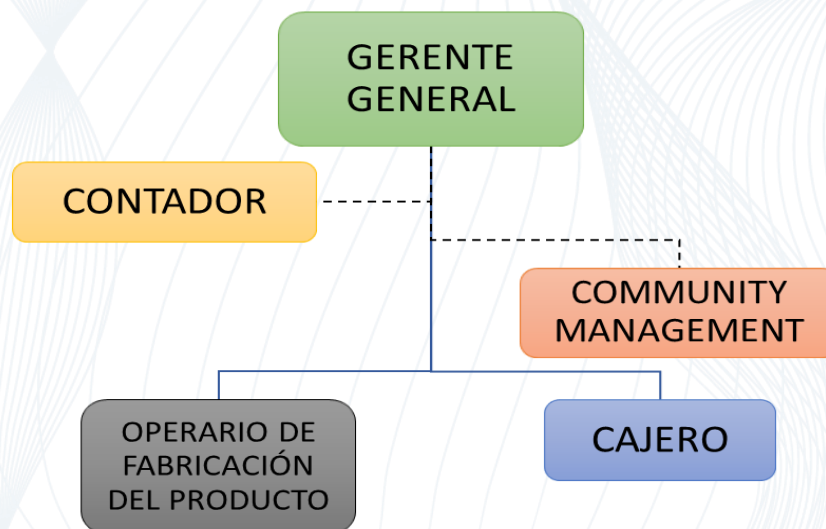 GERENTE
GENERAL
CONTADOR
COMMUNITY
MANAGEMENT
OPERARIO DE
FABRICACIÓN
DEL PRODUCTO
CAJERO